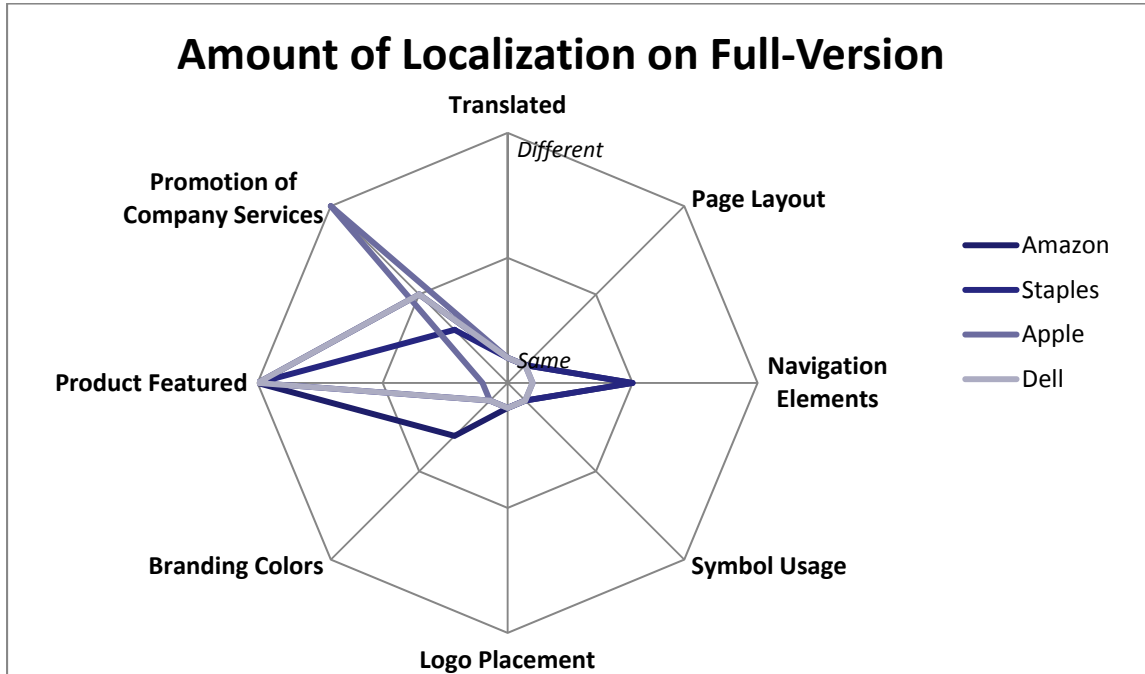 Amount of Localization on Full-Version
Translated
Different
Promotion of
Company Services
Page Layout
Amazon
Staples
Apple
Dell
Same
Product Featured
Navigation
Elements
Branding Colors
Symbol Usage
Logo Placement